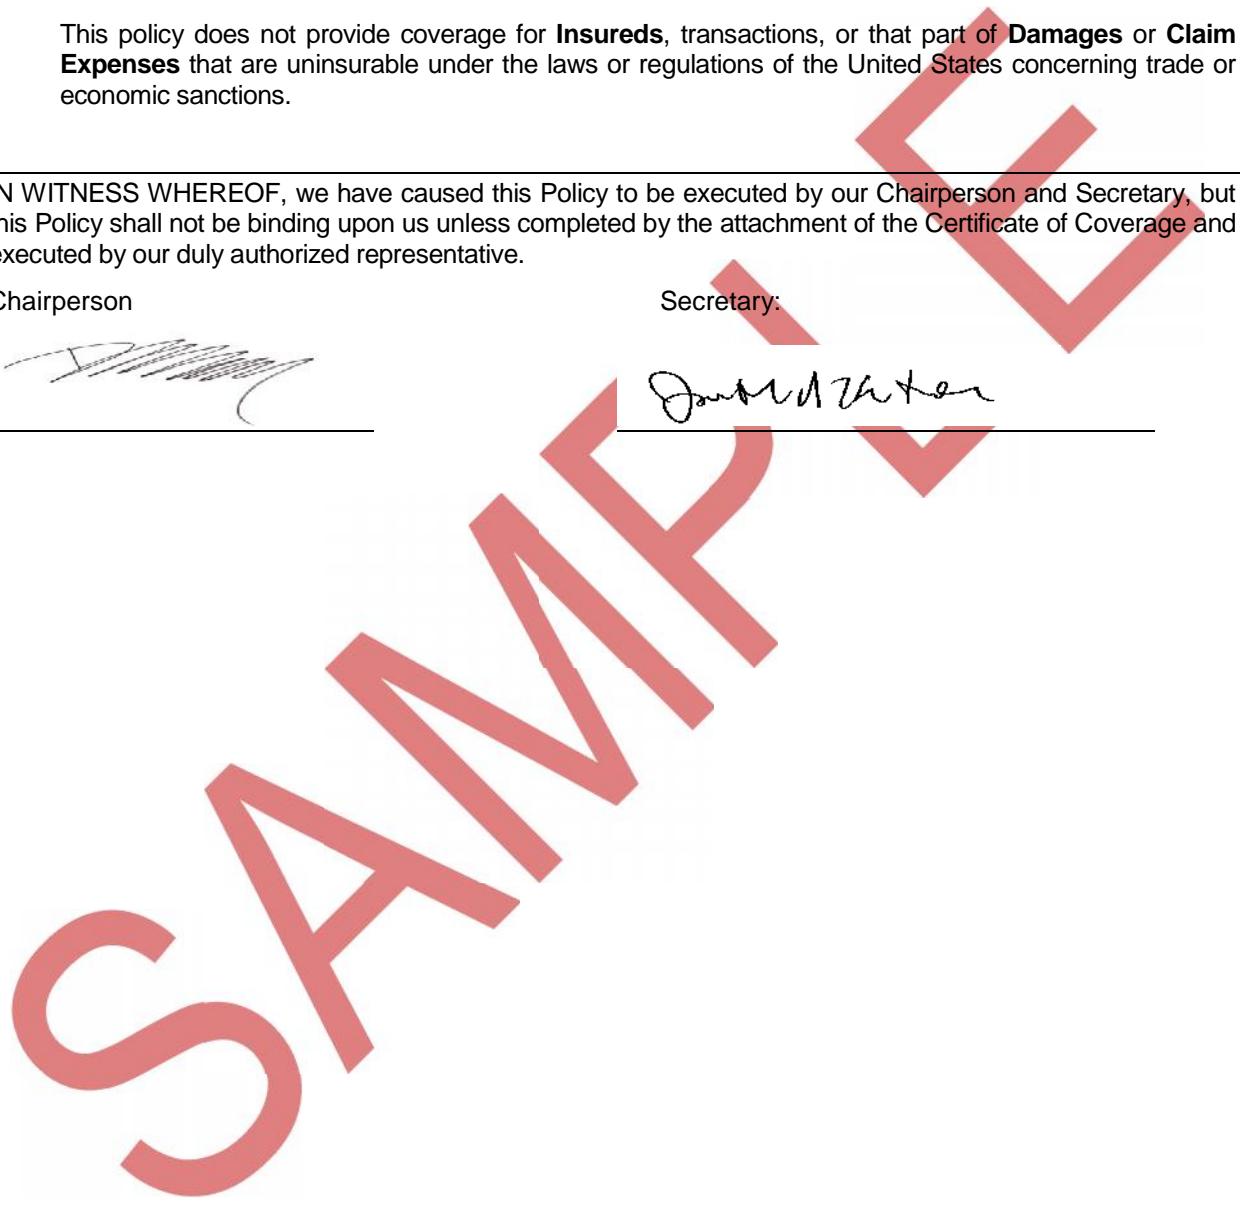 This policy does not provide coverage for Insureds, transactions, or that part of Damages or Claim
Expenses that are uninsurable under the laws or regulations of the United States concerning trade or
economic sanctions.
N WITNESS WHEREOF, we have caused this Policy to be executed by our Chairperson and Secretary, but
his Policy shall not be binding upon us unless completed by the attachment of the Certificate of Coverage and
executed by our duly authorized representative.
Chairperson
Secretary:
SAMPLE